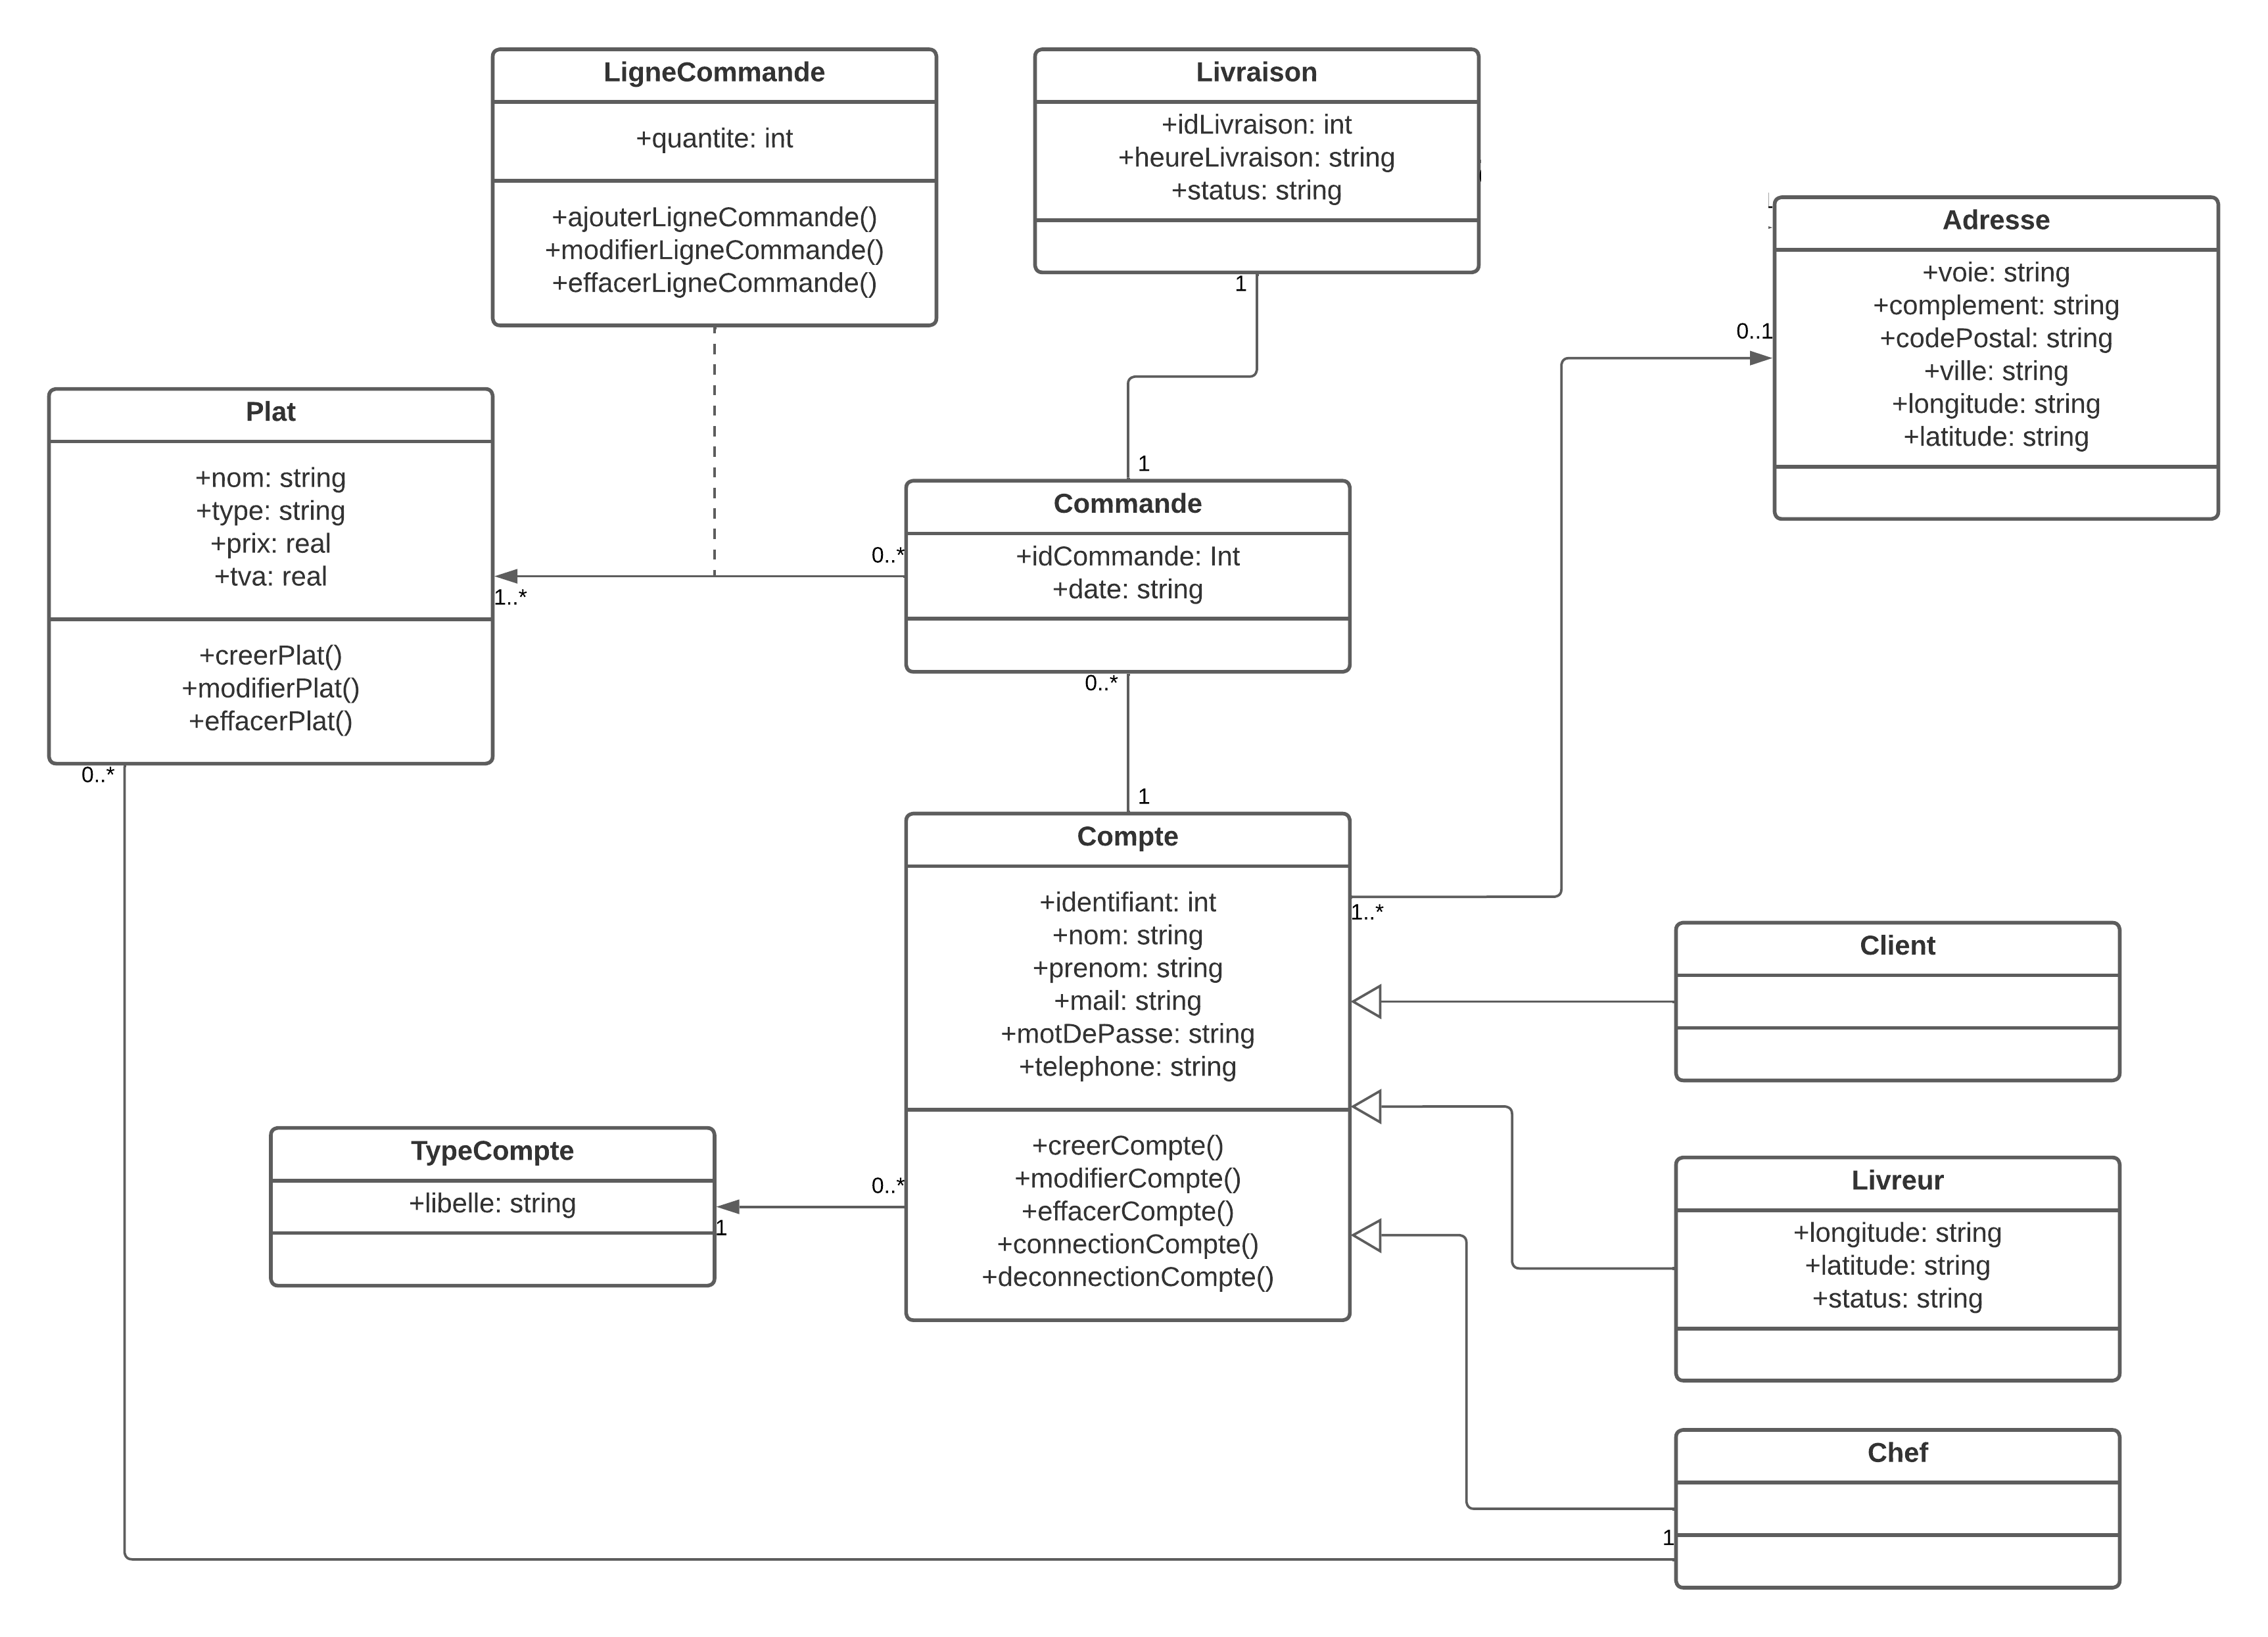 LigneCommande
+quantite: int
+ajouterLigneCommande()
+modifierLigneCommande()
+effacerLigneCommande()
Livraison
+idLivraison: int
+heureLivraison: string
+status: string
1
Adresse
+voie: string
+complement: string
+codePostal: string
+ville: string
+longitude: string
+latitude: string
0..1
Plat
+nom: string
+type: string
+prix: real
+tva: real
+creerPlat()
+modifierPlat()
+effacerPlat()
1..*
0..*
0..*
1
Commande
+idCommande: Int
+date: string
0..*
1
Compte
+identifiant: int
+nom: string
+prenom: string
+mail: string
+motDePasse: string
+telephone: string
+creerCompte()
+modifierCompte()
+effacerCompte()
+connectionCompte()
+deconnectionCompte()
1..*
0..*
1
TypeCompte
+libelle: string
Client
Livreur
+longitude: string
+latitude: string
+status: string
Chef
1